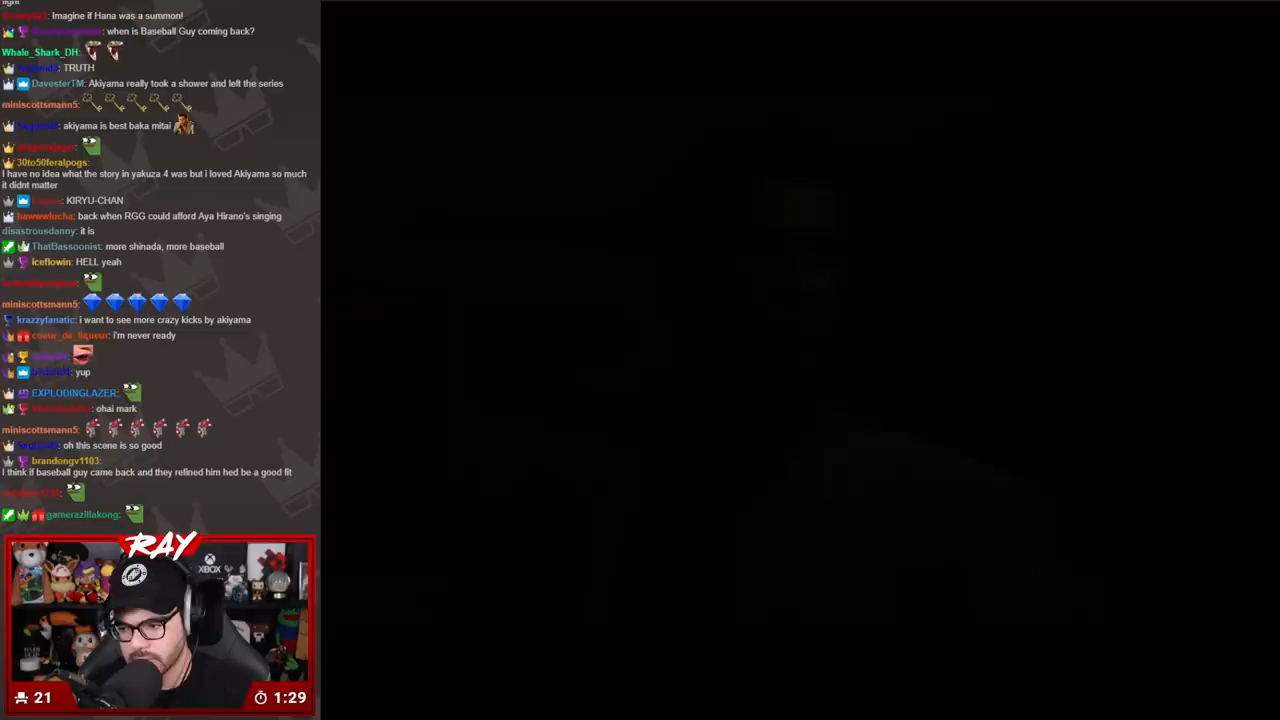 Imagine if Hana was a summon!
when is Baseball Guy coming back?
Whale_Shark_DH:
TRUTH
DavesterTM: Akiyama really took a shower and left the series
miniscottsmann5:
akiyama is best baka mitai
30to50feralpogs:
I have no idea what the story in yakuza 4 was but i loved Akiyama so much
it didnt matter
KIRYU-CHAN
hawwwlucha: back when RGG could afford Aya Hirano's singing
disastrousdanny: it is
ThatBassoonist: more shinada, more baseball
iceflowin: HELL yeah
miniscottsmann5:
krazzyfanatic: i want to see more crazy kicks by akiyama
coeur_de_liqueur: i'm never ready
yup
EXPLODINGLAZER:
ohai mark
miniscottsmann5:
oh this scene is so good
brandongv1103:
I think if baseball guy came back and they refined him hed be a good fit
gamerazillakong:
RAY
XBOX
21
1:29